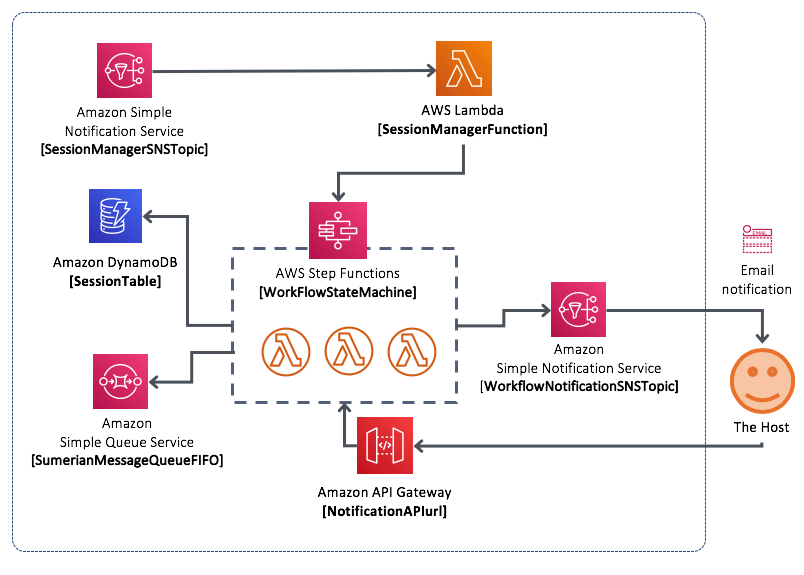 Amazon Simple
Notification Service
[SessionManagerSNSTopic]
AWS Lambda
[SessionManagerFunction]
Amazon DynamoDB
[SessionTable]
AWS Step Functions
[WorkFlowStateMachine]
EMAIL
Email
notification
Amazon
Simple Notification Service
[WorkflowNotificationSNSTopic]
Amazon
Simple Queue Service
[SumerianMessageQueueFIFO]
The Host
</>
Amazon API Gateway
[NotificationAPIurl]